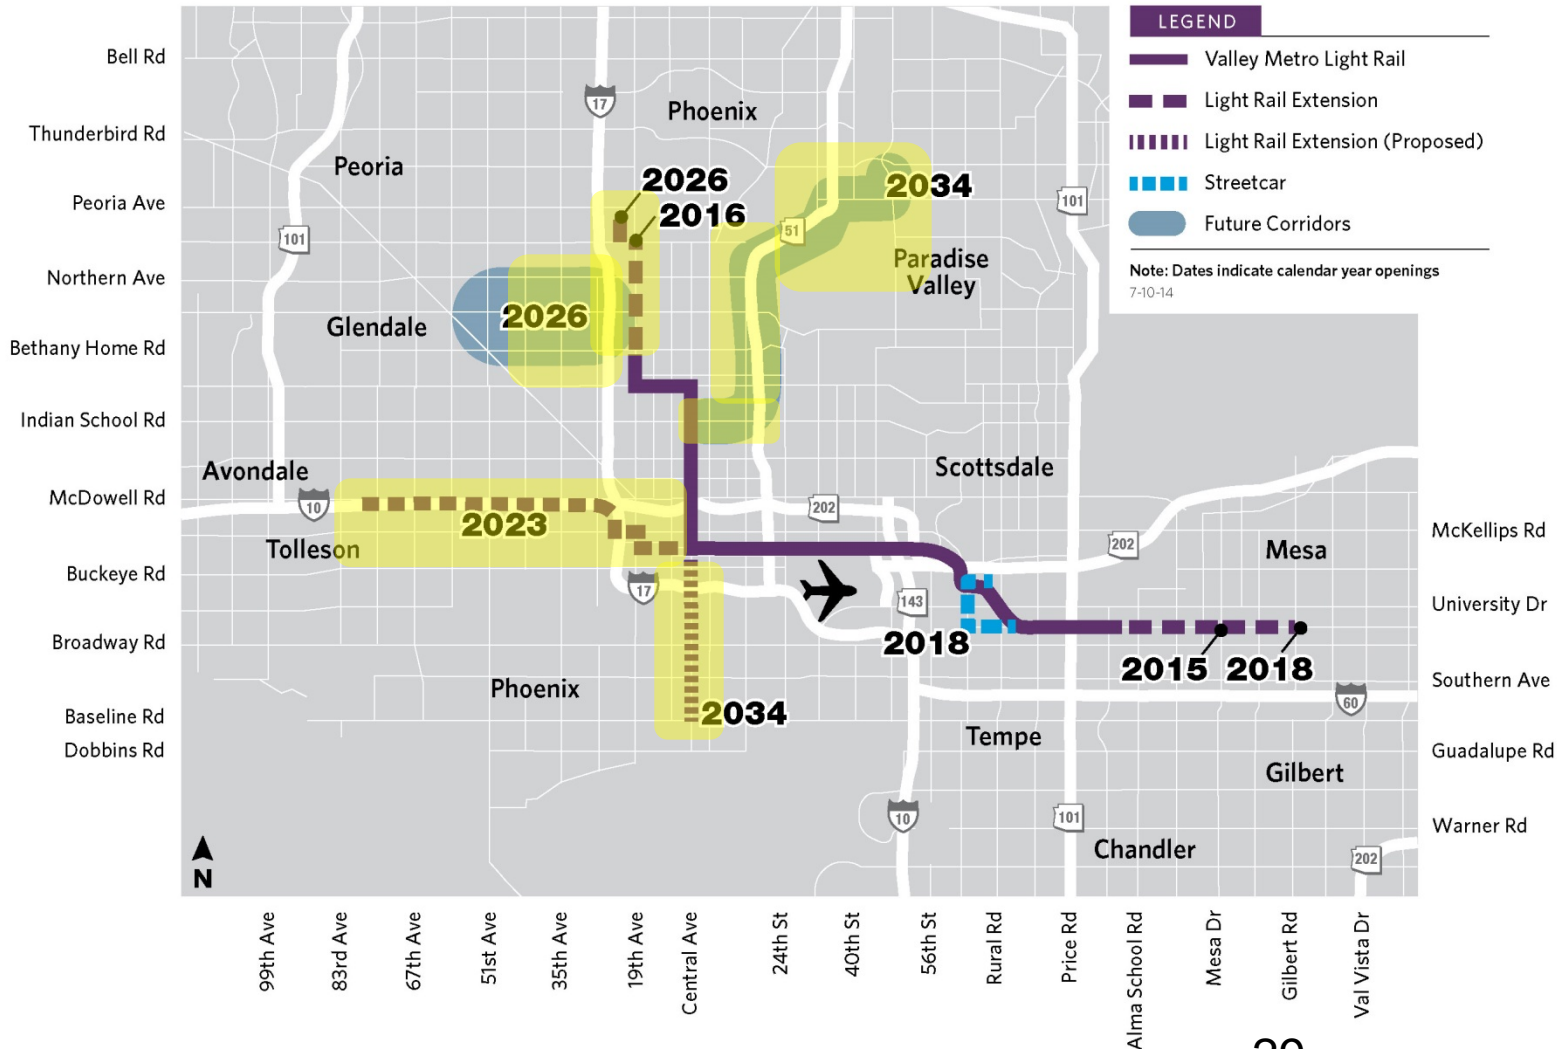 LEGEND
Valley Metro Light Rail
Light Rail Extension
Light Rail Extension (Proposed)
Streetcar
Future Corridors
Note: Dates indicate calendar year openings
7-10-14
Bell Rd
Thunderbird Rd
Peoria Ave
Northern Ave
Bethany Home Rd
Indian School Rd
McDowell Rd
Buckeye Rd
Broadway Rd
Baseline Rd
Dobbins Rd
17
Phoenix
Peoria
2026
2016
2034
101
101
51
Paradise
Valley
2026
Glendale
Avondale
Scottsdale
10
2023
202
Tolleson
202
Mesa
17
143
2018
2015
2018
Phoenix
2034
60
Tempe
Gilbert
10
101
Chandler
202
N
McKellips Rd
University Dr
Southern Ave
Guadalupe Rd
Warner Rd
99th Ave
83rd Ave
67th Ave
51st Ave
35th Ave
19th Ave
Central Ave
24th St
40th St
56th St
Rural Rd
Price Rd
Alma School Rd
Mesa Dr
Gilbert Rd
Val Vista Dr